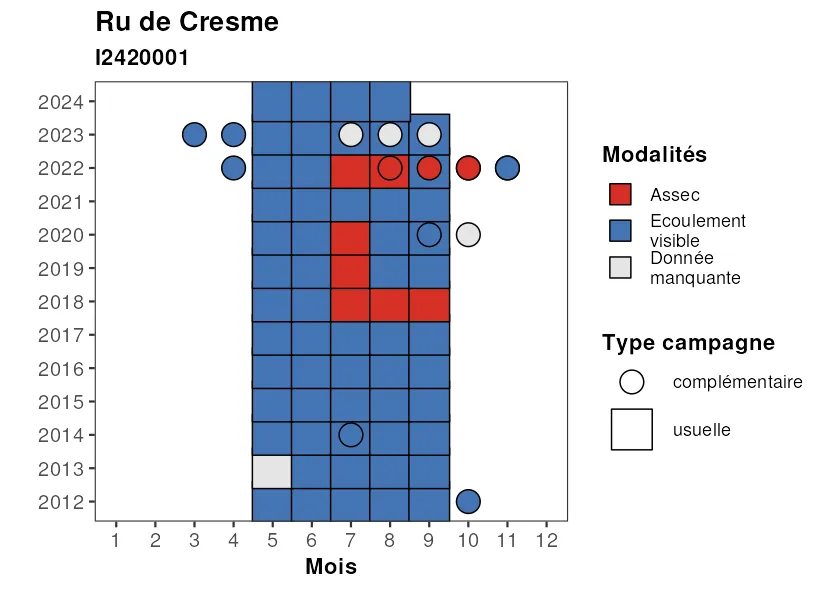 Ru de Cresme
I2420001
2024
2023
2022
2021
2020
2019
2018
2017
2016
2015
2014
2013
2012
1 2 3 4 5 6 7 8 9 10 11 12
Mois
Modalités
Assec
Ecoulement
visible
Donnée
manquante
Type campagne
complémentaire
usuelle